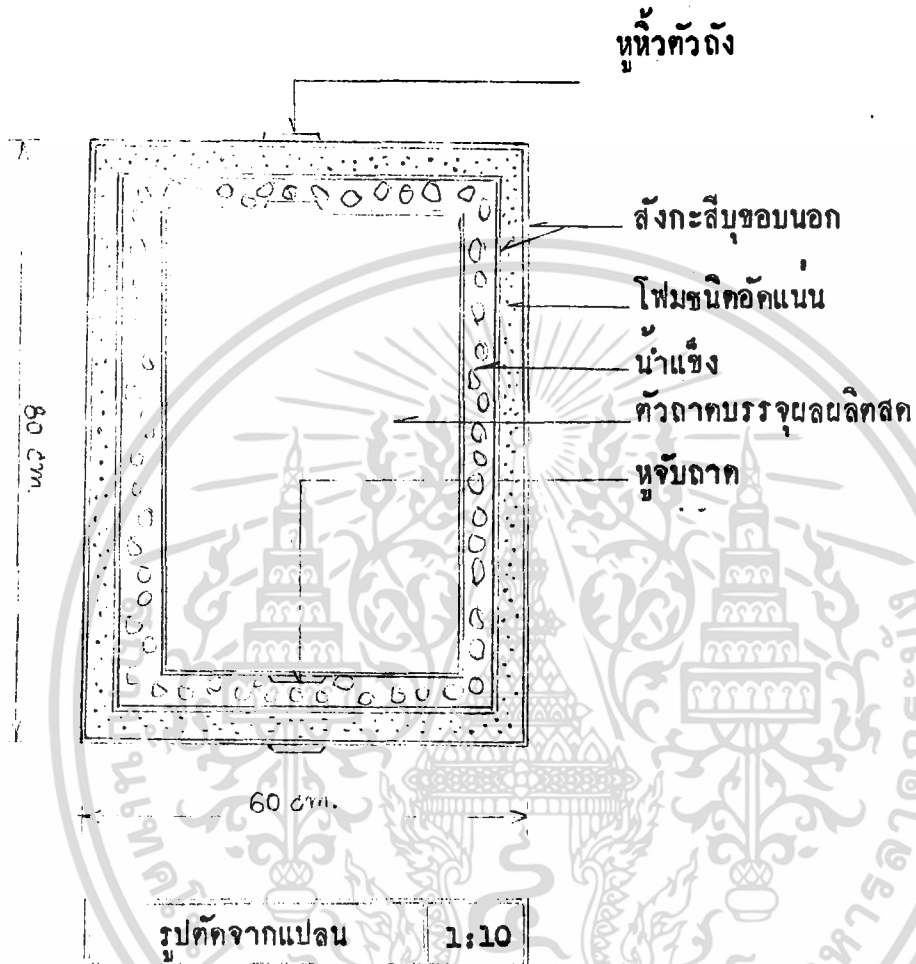 หูหิ้วตัวถัง
สังกะสีบุขอบนอก
โฟมชนิดอัดแน่น
น้ำแข็ง
ตัวถาดบรรจุผลผลิตสด
หูจับถาด
80 cm.
60 cm.
รูปตัดจากแปลน 1:10